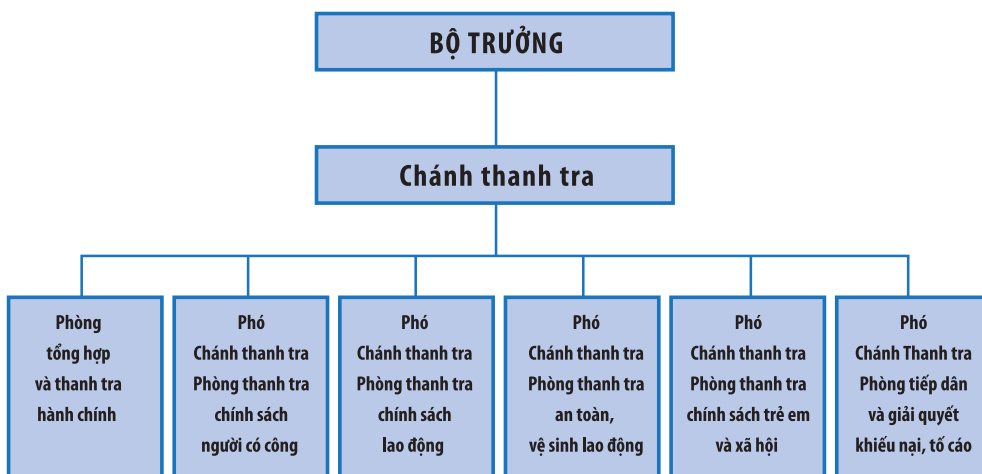 BỘ TRƯỞNG
Chánh thanh tra
Phòng
tổng hợp
và thanh tra
hành chính
Phó
Chánh thanh tra
Phòng thanh tra
chính sách
người có công
Phó
Chánh thanh tra
Phòng thanh tra
chính sách
lao động
Phó
Chánh thanh tra
Phòng thanh tra
an toàn,
vệ sinh lao động
Phó
Chánh thanh tra
Phòng thanh tra
chính sách trẻ em
và xã hội
Phó
Chánh Thanh tra
Phòng tiếp dân
và giải quyết
khiếu nại, tố cáo